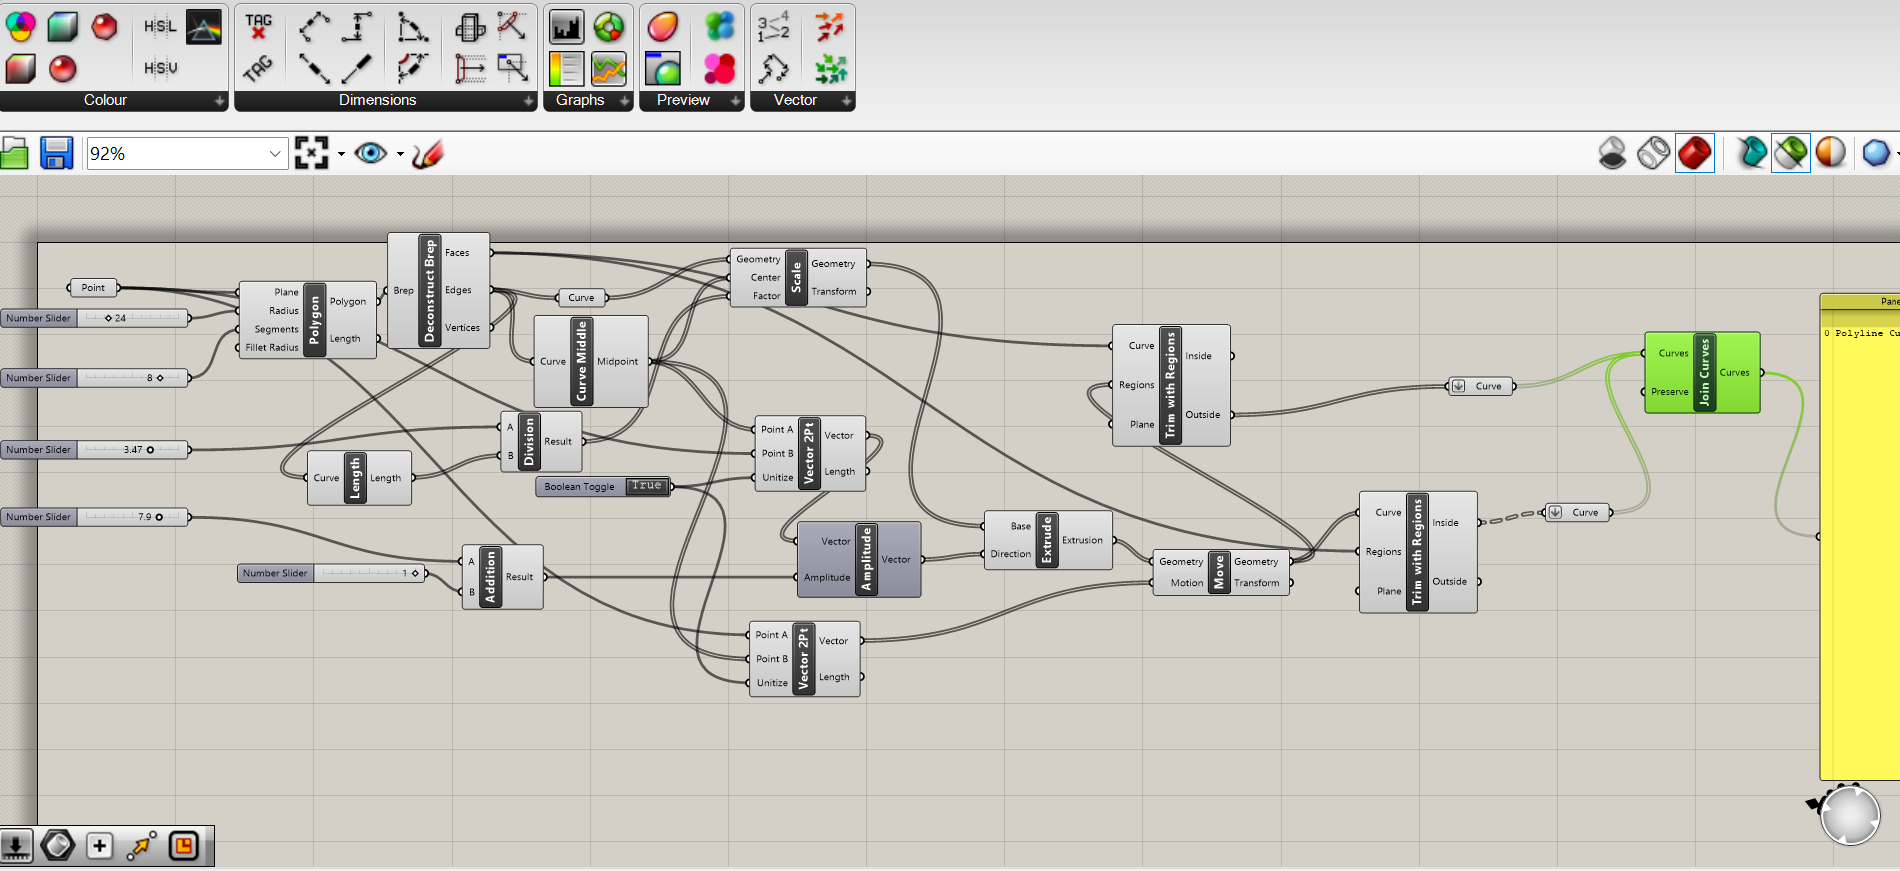 H S L
TAG
3 4
1 2
H S V
TAG
Colour
Dimensions
Graphs
Preview
Vector
92%
Point
Number Slider
24
Number Slider
8
Number Slider
3.47
Number Slider
7.9
Number Slider
1
Plane
Radius
Segments
Fillet Radius
Polygon
Polygon
Length
Brep
Deconstruct Brep
Faces
Edges
Vertices
Curve
Curve
Curve Middle
Midpoint
Curve
Length
Length
A
B
Division
Result
Boolean Toggle
True
A
B
Addition
Result
Geometry
Center
Factor
Scale
Geometry
Transform
Point A
Point B
Unitize
Vector 2Pt
Vector
Length
Vector
Amplitude
Amplitude
Vector
Point A
Point B
Unitize
Vector 2Pt
Vector
Length
Base
Direction
Extrude
Extrusion
Geometry
Motion
Move
Geometry
Transform
Curve
Regions
Plane
Trim with Regions
Inside
Outside
Curve
Regions
Plane
Trim with Regions
Inside
Outside
Curve
Curve
Curves
Preserve
Join Curves
Curves
Pane
0 Polyline Cu